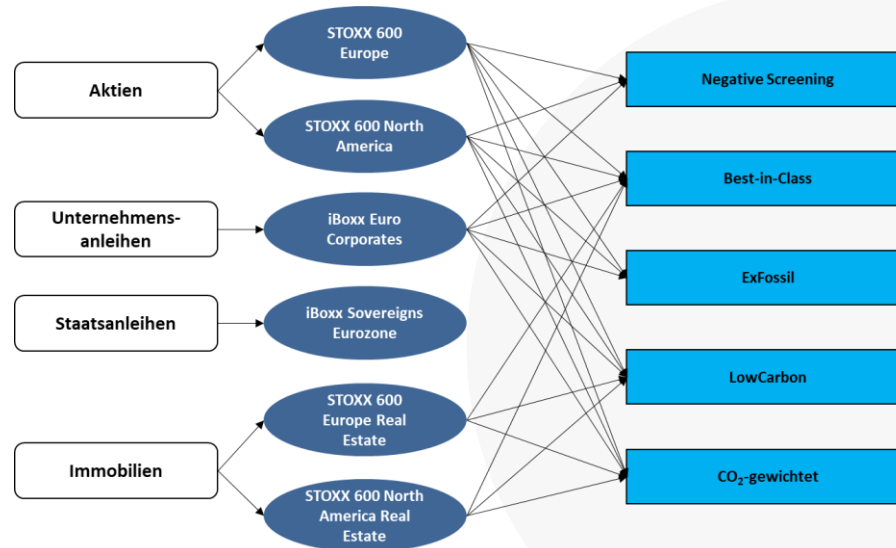 Aktien
Unternehmens-
anleihen
Staatsanleihen
Immobilien
STOXX 600
Europe
STOXX 600 North
America
iBoxx Euro
Corporates
iBoxx Sovereigns
Eurozone
STOXX 600
Europe Real
Estate
STOXX 600 North
America Real
Estate
Negative Screening
Best-in-Class
ExFossil
LowCarbon
CO₂-gewichtet